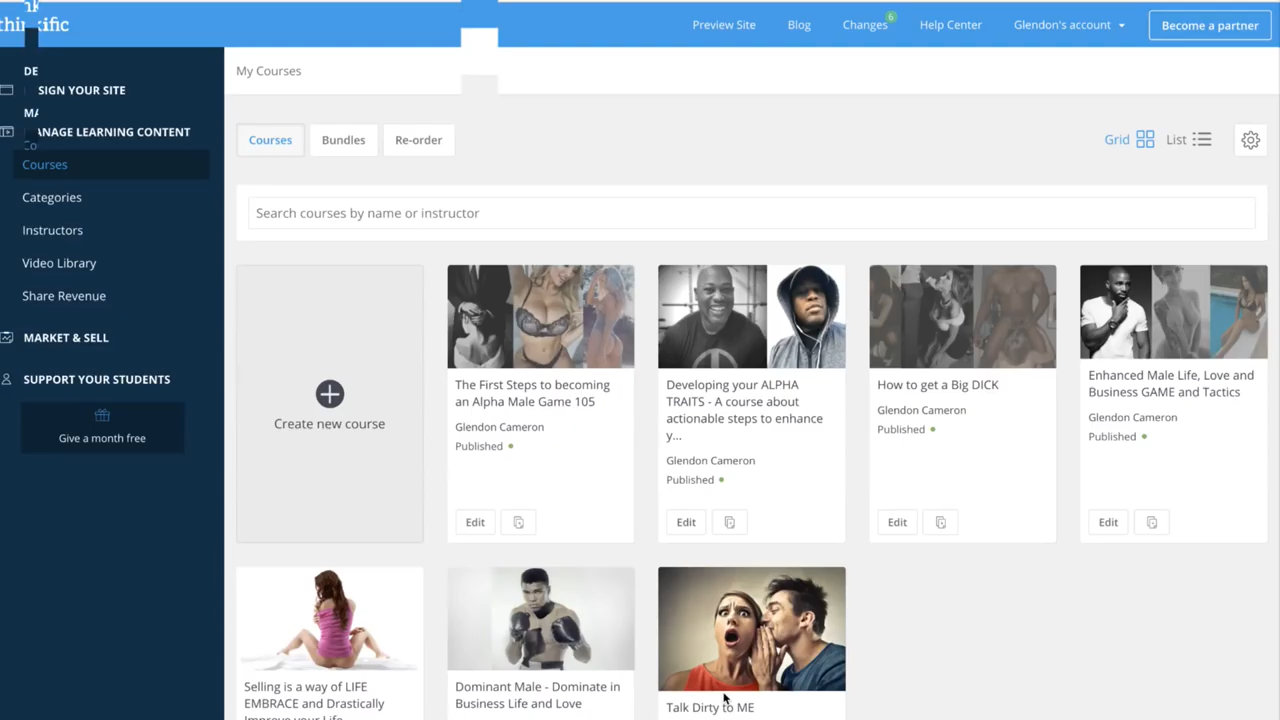 thinkific
Preview Site
Blog
Changes
6
Help Center
Glendon's account
Become a partner
DE
SIGN YOUR SITE
MA
ANAGE LEARNING CONTENT
Co
Courses
Categories
Instructors
Video Library
Share Revenue
MARKET & SELL
SUPPORT YOUR STUDENTS
Give a month free
My Courses
Courses
Bundles
Re-order
Grid
List
Search courses by name or instructor
Create new course
The First Steps to becoming
an Alpha Male Game 105
Glendon Cameron
Published
Edit
Developing your ALPHA
TRAITS - A course about
actionable steps to enhance
y...
Glendon Cameron
Published
Edit
How to get a Big DICK
Glendon Cameron
Published
Edit
Enhanced Male Life, Love and
Business GAME and Tactics
Glendon Cameron
Published
Edit
Selling is a way of LIFE
EMBRACE and Drastically
Improve your Life
Dominant Male - Dominate in
Business Life and Love
Talk Dirty to ME